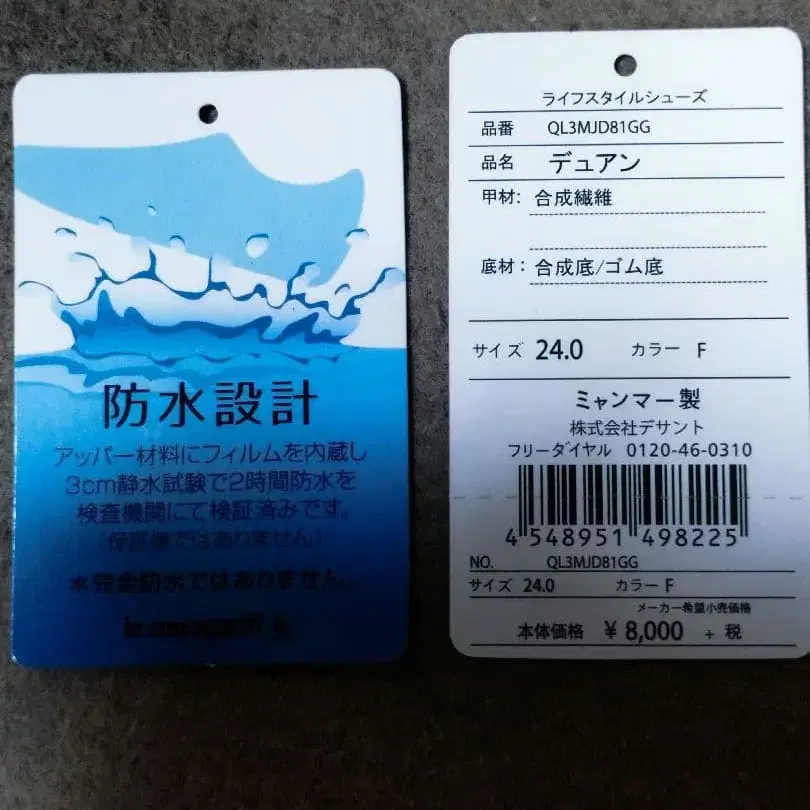 防水設計
アッパー材料にフィルムを内蔵し
3cm静水試験で2時間防水を
検査機関にて検証済みです。
(保証値ではありません)
*完全防水ではありません。
le coq sportif
ライフスタイルシューズ
品番 QL3MJD81GG
品名 デュアン
甲材: 合成繊維
底材: 合成底/ゴム底
サイズ 24.0 カラー F
ミャンマー製
株式会社デサント
フリーダイヤル 0120-46-0310
4 548951 498225
NO. QL3MJD81GG
サイズ 24.0 カラー F
メーカー希望小売価格
本体価格 ¥8,000 + 税